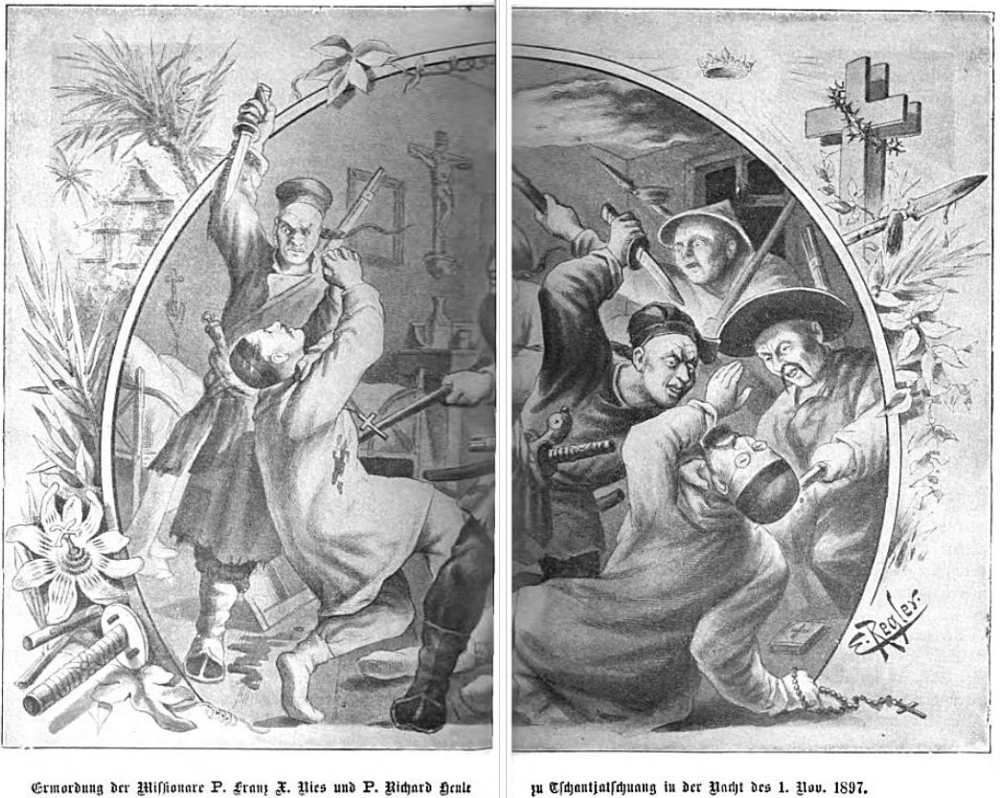 E. Regler.
Ermordung der Missionare P. Franz X. Nies und P. Richard Henle zu Tschantjatschuang in der Nacht des 1. Nov. 1897.